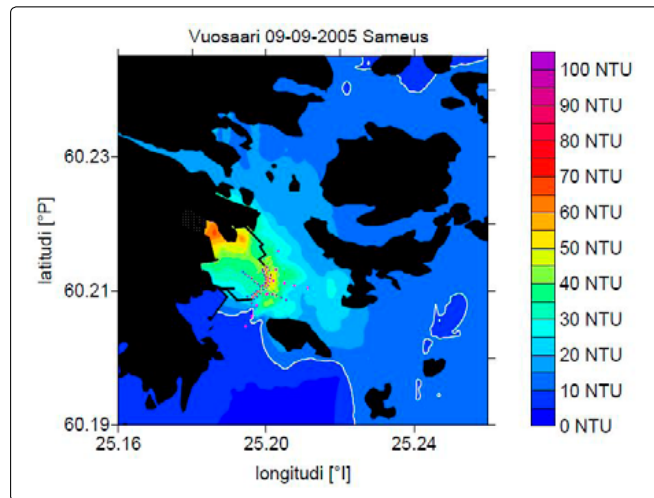 Vuosaari 09-09-2005 Sameus
100 NTU
90 NTU
80 NTU
70 NTU
60 NTU
50 NTU
40 NTU
30 NTU
20 NTU
10 NTU
0 NTU
latitudi [°P]
60.23
60.21
60.19
25.16
25.20
25.24
longitudi [°I]